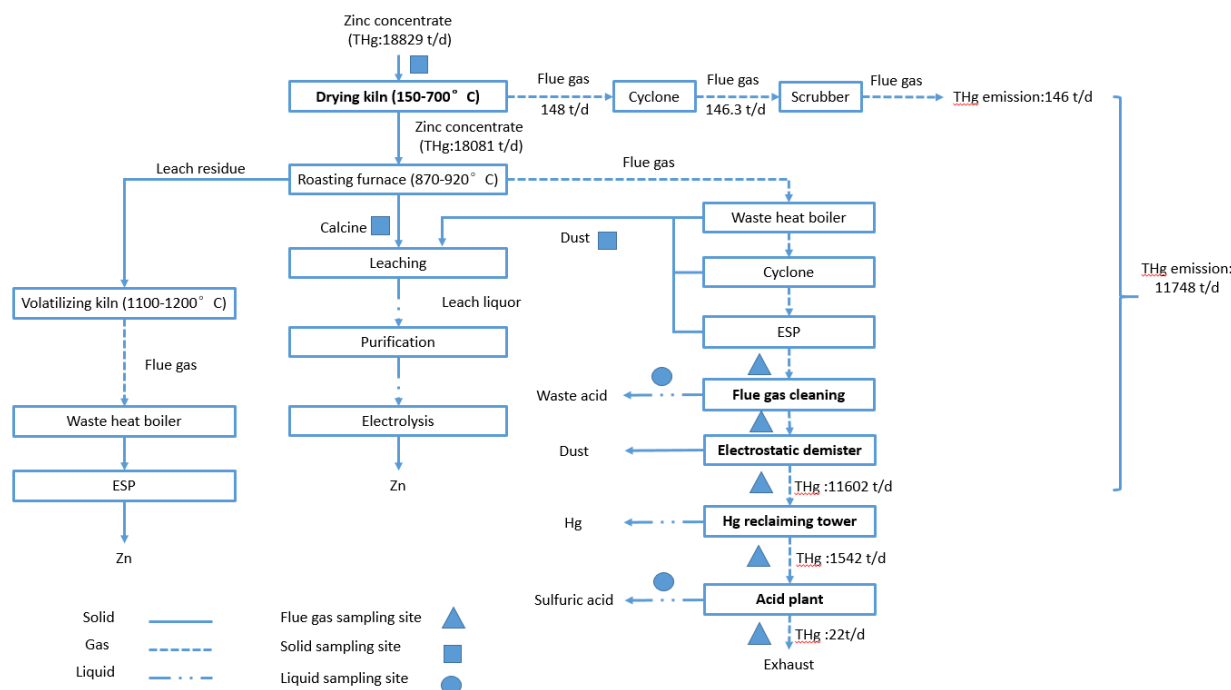 Zinc concentrate
(THg:18829 t/d)
Drying kiln (150-700° C)
Flue gas
148 t/d
Cyclone
Flue gas
146.3 t/d
Scrubber
Flue gas
THg emission:146 t/d
Zinc concentrate
(THg:18081 t/d)
Leach residue
Roasting furnace (870-920° C)
Flue gas
Calcine
Dust
Waste heat boiler
Leaching
Cyclone
THg emission:
11748 t/d
Volatilizing kiln (1100-1200° C)
Leach liquor
Purification
ESP
Flue gas
Waste acid
Flue gas cleaning
Waste heat boiler
Electrolysis
Dust
Electrostatic demister
ESP
Zn
THg :11602 t/d
Hg
Hg reclaiming tower
Zn
THg :1542 t/d
Sulfuric acid
Acid plant
THg :22t/d
Exhaust
Solid
Gas
Liquid
Flue gas sampling site
Solid sampling site
Liquid sampling site